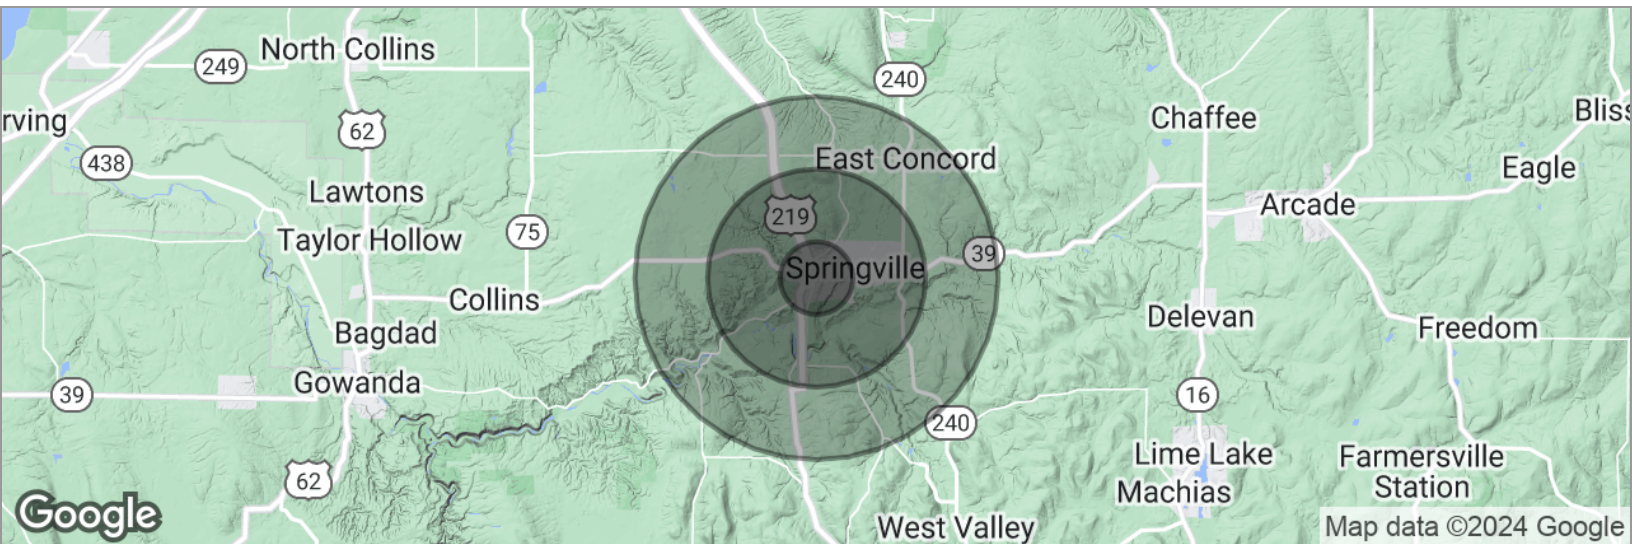 North Collins
249
240
rving
62
Chaffee
Bliss
438
East Concord
Eagle
Lawtons
219
Arcade
75
Taylor Hollow
39
Springville
Collins
Delevan
Freedom
Bagdad
Gowanda
39
16
240
Lime Lake
Farmersville
Station
62
Machias
Google
West Valley
Map data ©2024 Google